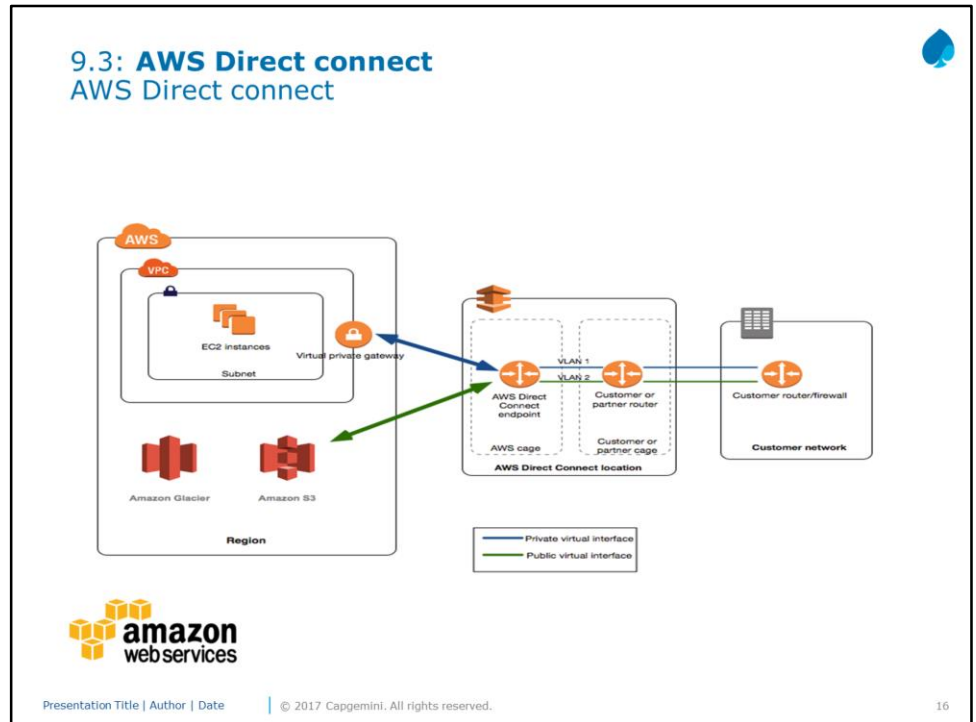 9.3: AWS Direct connect
AWS Direct connect
AWS
VPC
EC2 instances
Subnet
Virtual private gateway
Amazon Glacier
Amazon S3
Region
VLAN 1
VLAN 2
AWS Direct
Connect
endpoint
AWS cage
Customer or
partner router
Customer or
partner cage
AWS Direct Connect location
Customer router/firewall
Customer network
Private virtual interface
Public virtual interface
amazon
web services
Presentation Title | Author | Date
© 2017 Capgemini. All rights reserved.
16